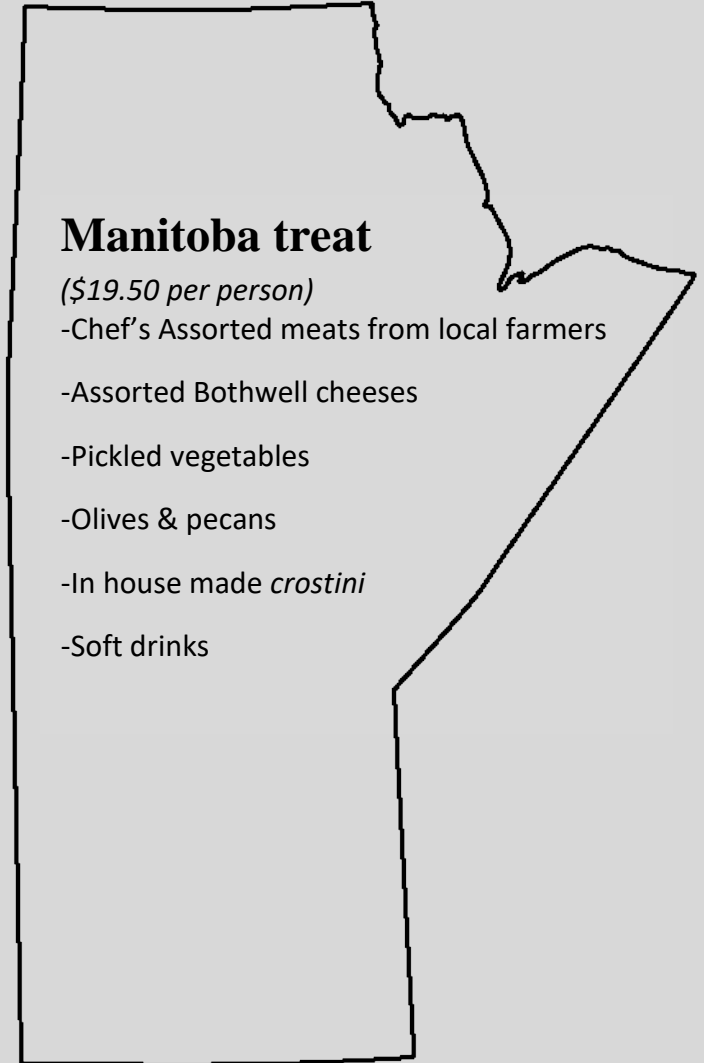 Manitoba treat
($19.50 per person)
-Chef’s Assorted meats from local farmers
-Assorted Bothwell cheeses
-Pickled vegetables
-Olives & pecans
-In house made crostini
-Soft drinks